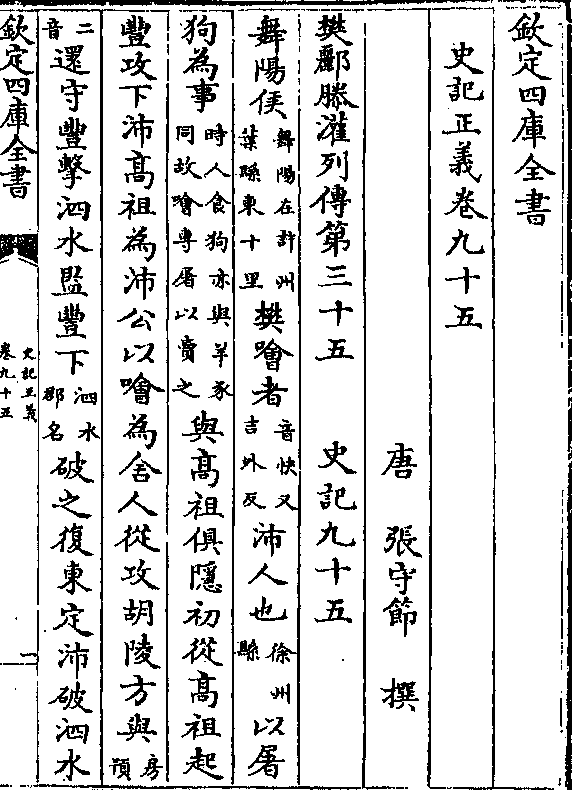 欽定四庫全書
史記正義卷九十五
唐 張守節 撰
樊酈滕灌列傳第三十五 史記九十五
舞陽侯舞陽在許州葉縣東十里樊噲者音快又吉外反沛人也徐州縣以屠
狗為事時人食狗亦與羊豕同故噲專屠以賣之與髙祖俱隱初從髙祖起
豐攻下沛髙祖為沛公以噲為舍人從攻胡陵方與房預
二音還守豐擊泗水監豐下泗水郡名破之復東定沛破泗水
欽定四庫全書
史記正義
卷九十五
一